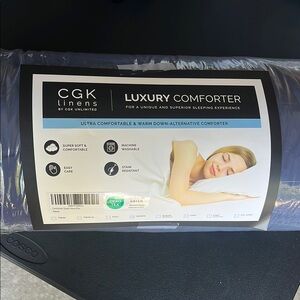 CGK
linens
BY CGK UNLIMITED
LUXURY COMFORTER
FOR A UNIQUE AND SUPERIOR SLEEPING EXPERIENCE
ULTRA COMFORTABLE & WARM DOWN-ALTERNATIVE COMFORTER
SUPER SOFT &
COMFORTABLE
MACHINE
WASHABLE
EASY
CARE
STAIN
RESISTANT